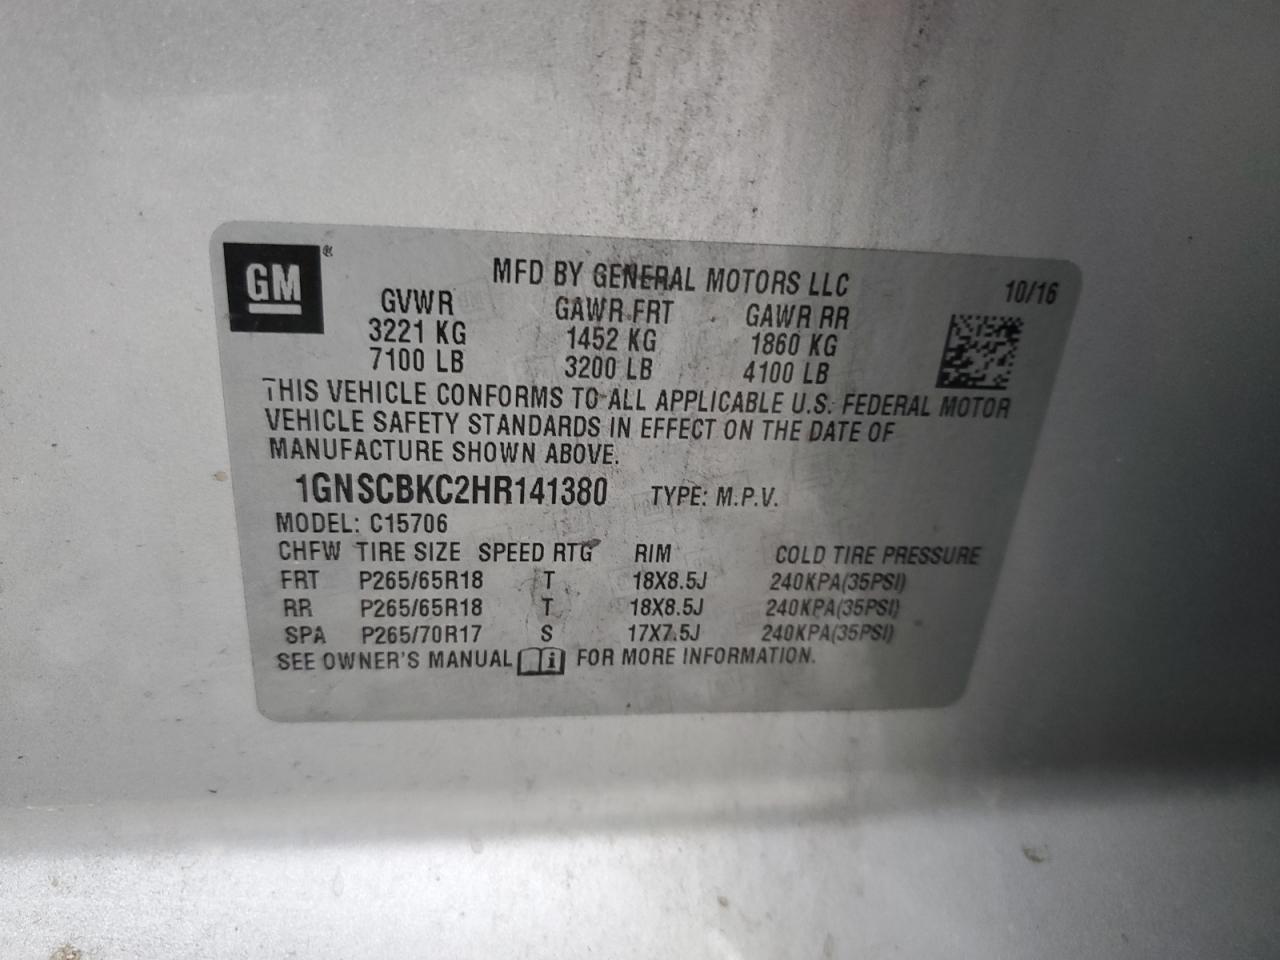 GM ®
MFD BY GENERAL MOTORS LLC 10/16
GVWR GAWR FRT GAWR RR
3221 KG 1452 KG 1860 KG
7100 LB 3200 LB 4100 LB
THIS VEHICLE CONFORMS TO ALL APPLICABLE U.S. FEDERAL MOTOR
VEHICLE SAFETY STANDARDS IN EFFECT ON THE DATE OF
MANUFACTURE SHOWN ABOVE.
1GNSCBKC2HR141380 TYPE: M.P.V.
MODEL: C15706
CHFW TIRE SIZE SPEED RTG RIM COLD TIRE PRESSURE
FRT P265/65R18 T 18X8.5J 240KPA(35PSI)
RR P265/65R18 T 18X8.5J 240KPA(35PSI)
SPA P265/70R17 S 17X7.5J 240KPA(35PSI)
SEE OWNER'S MANUAL i FOR MORE INFORMATION.